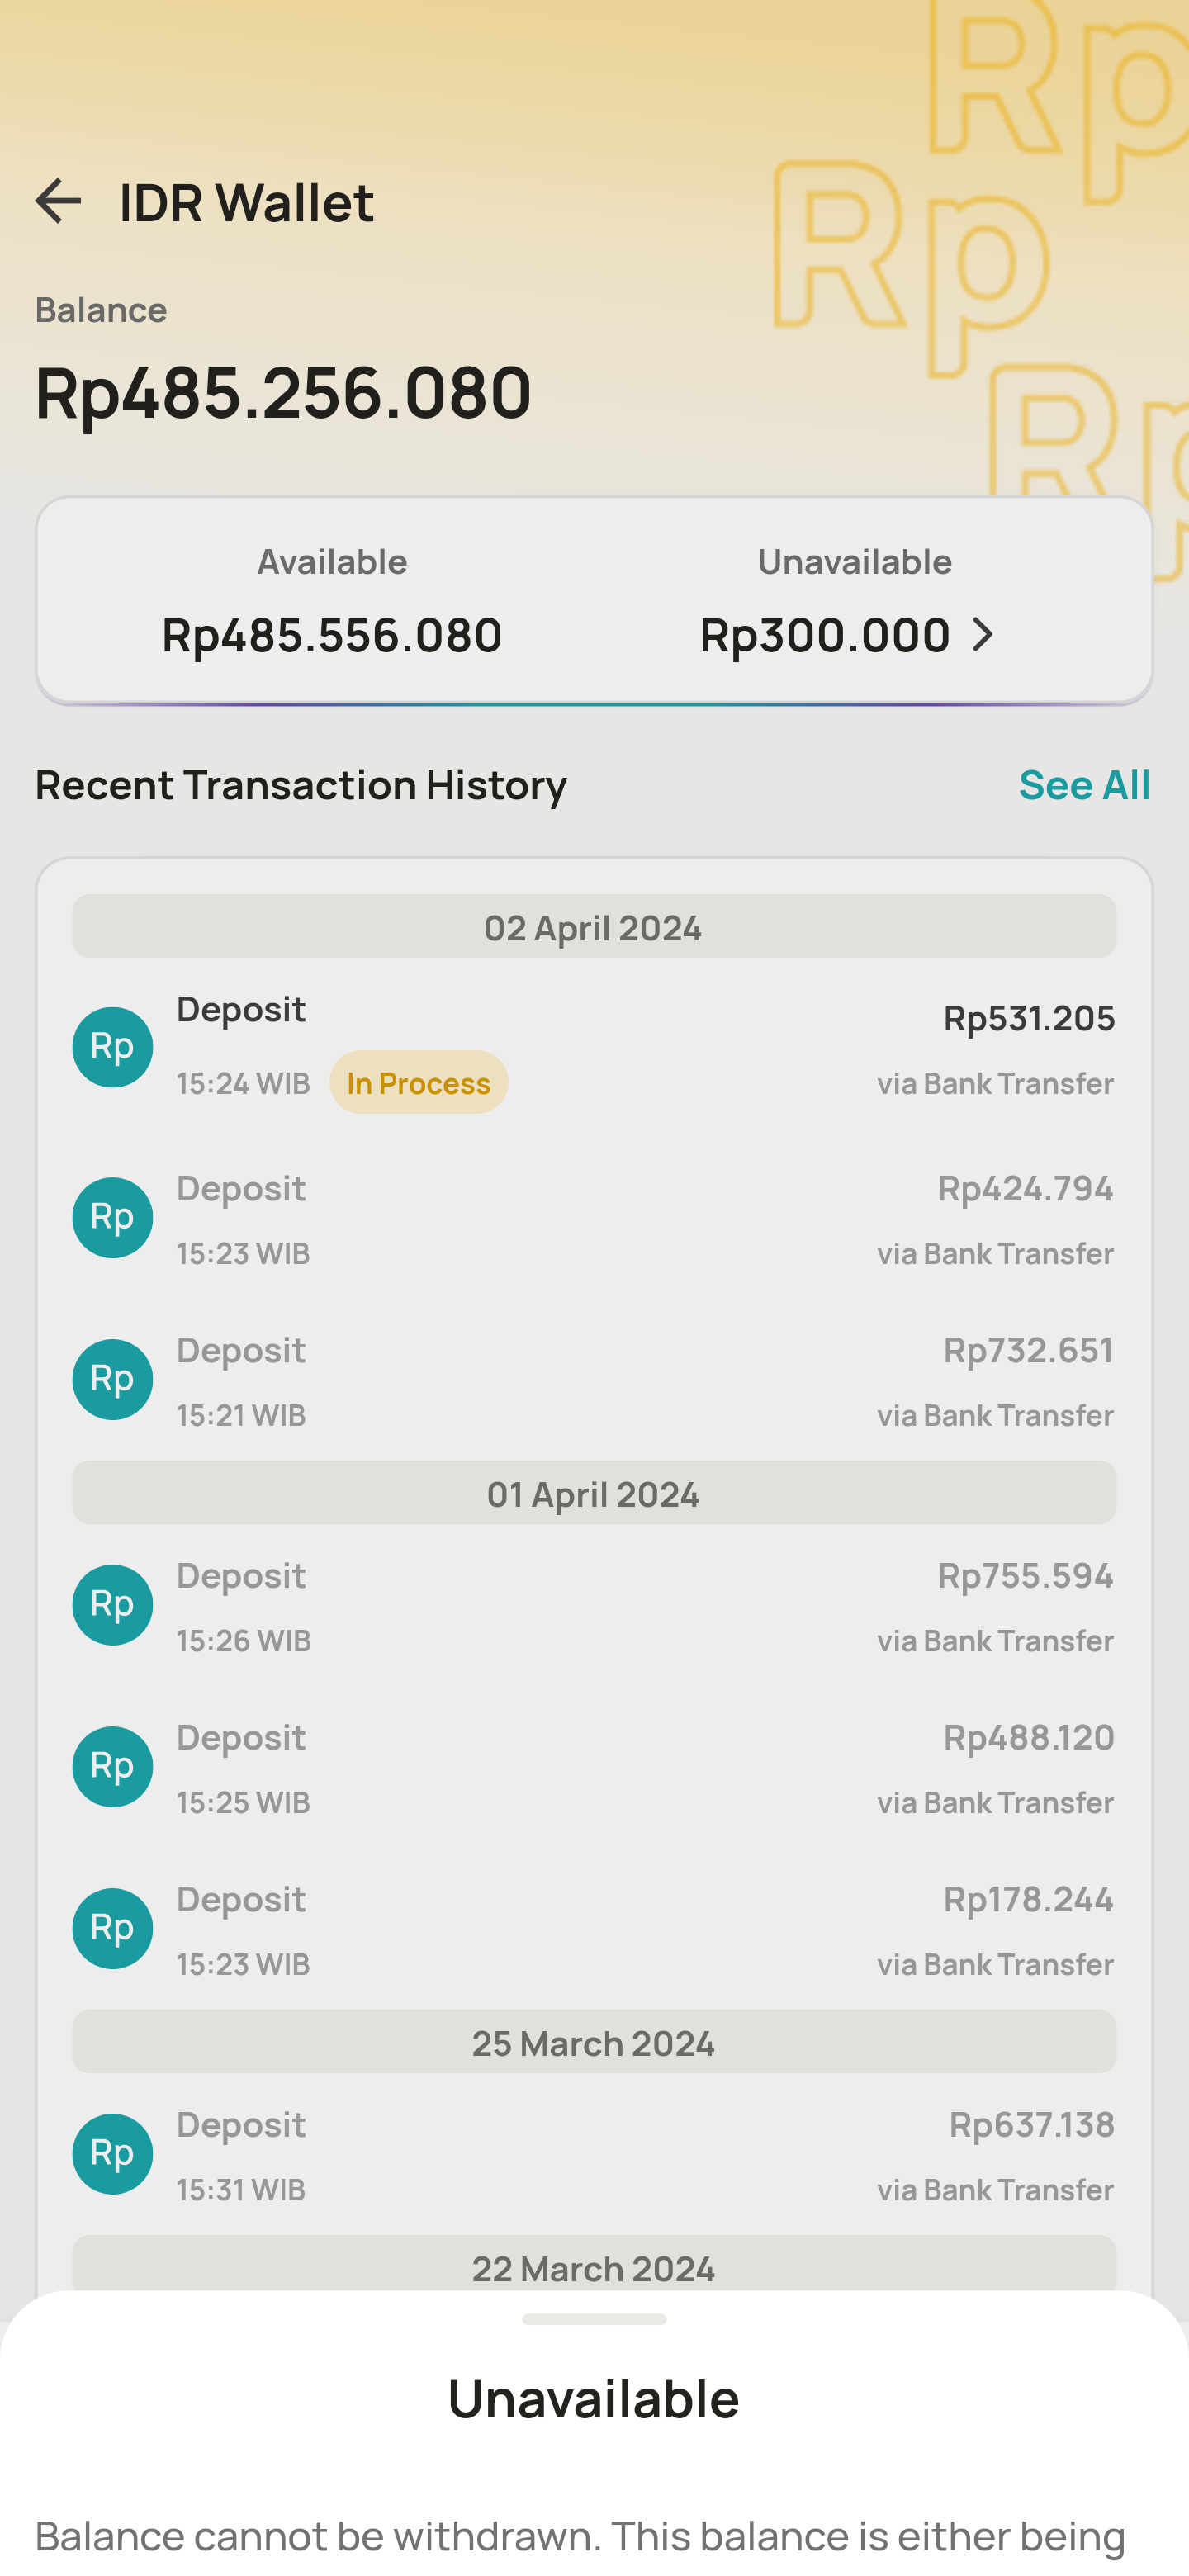 Rp
Rp
Rp
IDR Wallet
Balance
Rp485.256.080
Available Unavailable
Rp485.556.080 Rp300.000
Recent Transaction History See All
02 April 2024
Rp Deposit Rp531.205
15:24 WIB In Process via Bank Transfer
Rp Deposit Rp424.794
15:23 WIB via Bank Transfer
Rp Deposit Rp732.651
15:21 WIB via Bank Transfer
01 April 2024
Rp Deposit Rp755.594
15:26 WIB via Bank Transfer
Rp Deposit Rp488.120
15:25 WIB via Bank Transfer
Rp Deposit Rp178.244
15:23 WIB via Bank Transfer
25 March 2024
Rp Deposit Rp637.138
15:31 WIB via Bank Transfer
22 March 2024
Unavailable
Balance cannot be withdrawn. This balance is either being